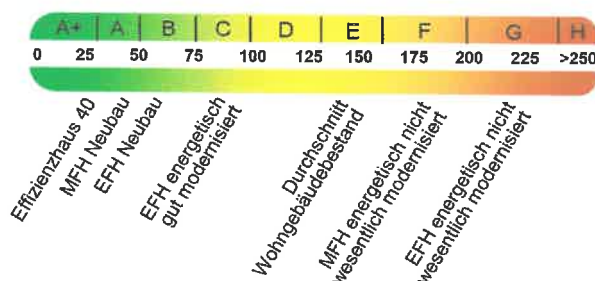 A+ A B C D E F G H
0 25 50 75 100 125 150 175 200 225 >250
Effizienzhaus 40
MFH Neubau
EFH Neubau
EFH energetisch
gut modernisiert
Durchschnitt
Wohngebäudebestand
MFH energetisch nicht
wesentlich modernisiert
EFH energetisch nicht
wesentlich modernisiert